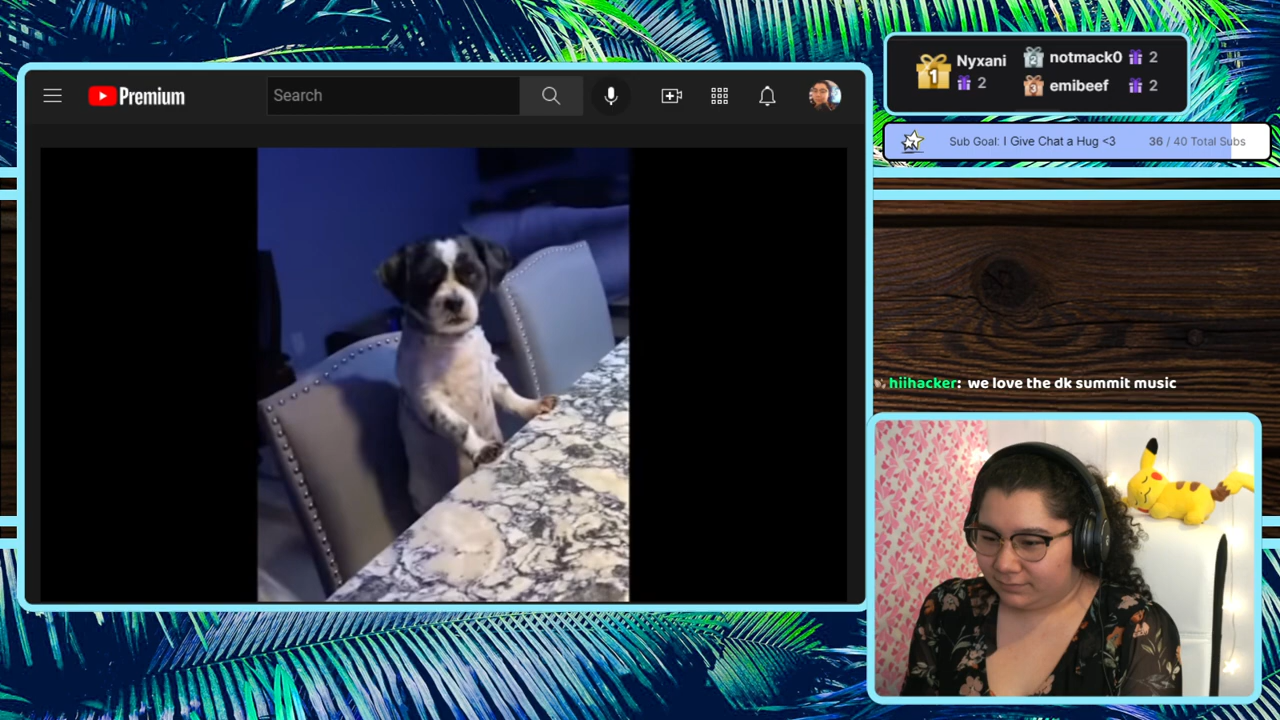 Premium
Search
1
Nyxani
2
2
notmack0
2
3
emibeef
2
Sub Goal: I Give Chat a Hug <3
36 / 40 Total Subs
hiihacker: we love the dk summit music